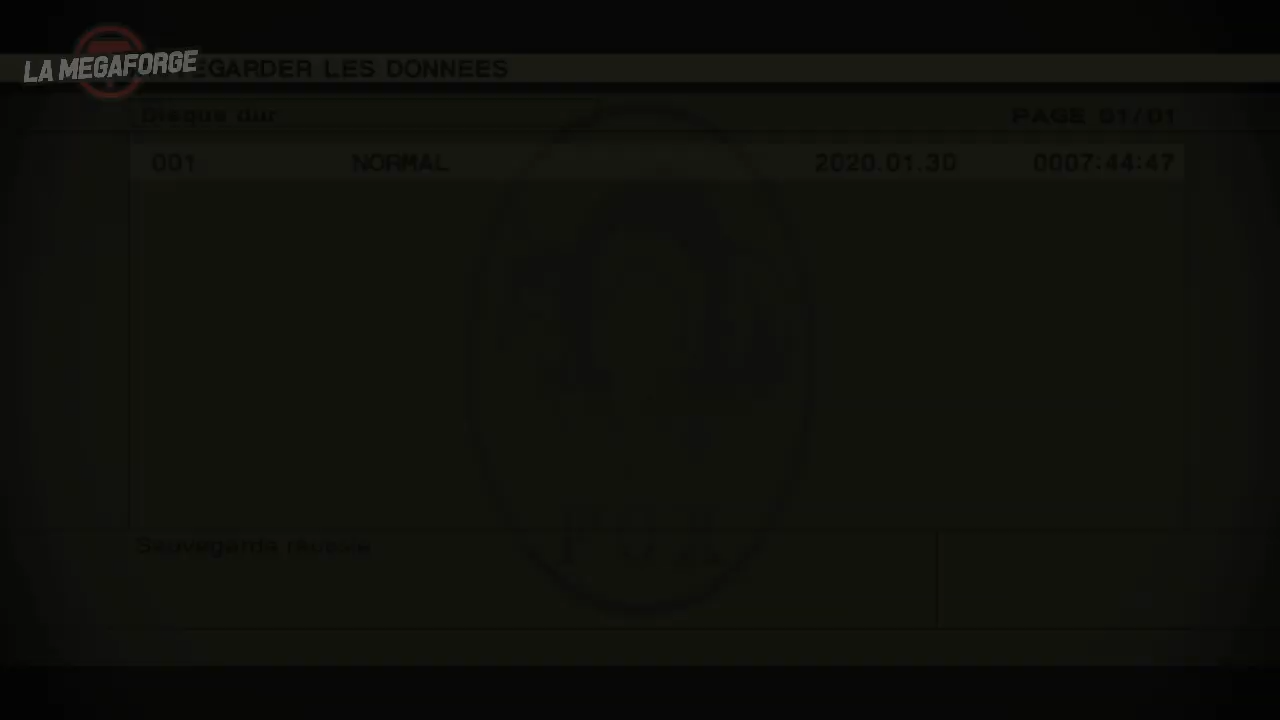 LA MEGAFORGE
EGARDER LES DONNEES
Disque dur
PAGE 01/01
001 NORMAL 2020.01.30 0007:44:47
Sauvegarde réussie
FOX